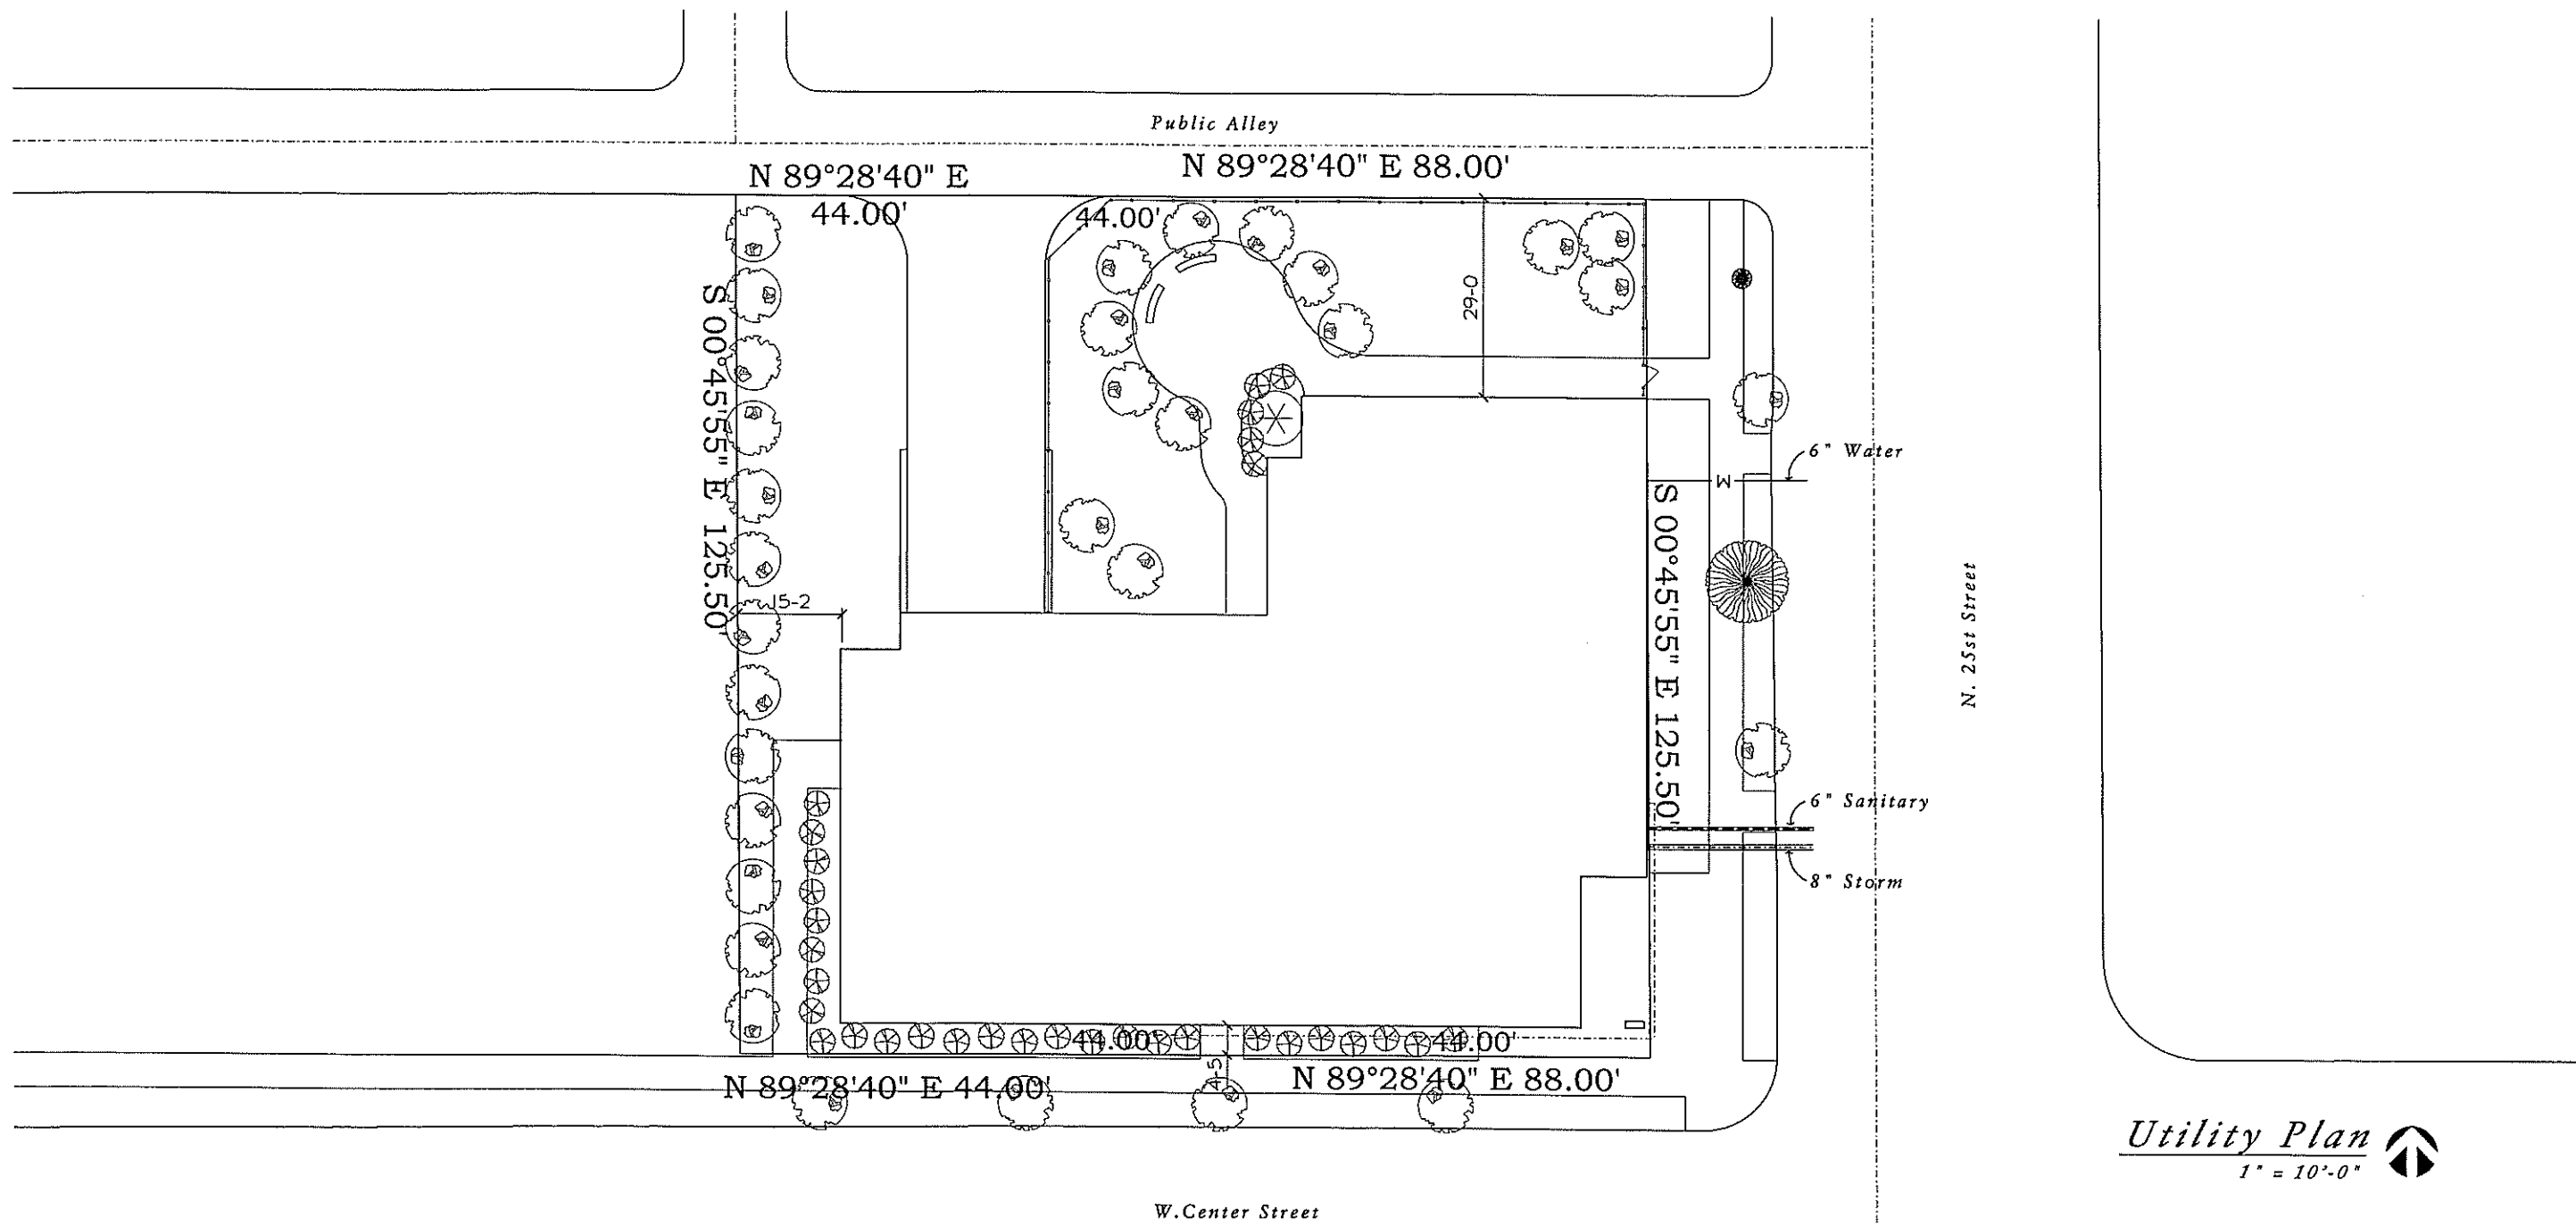 Public Alley
N 89°28'40" E
44.00'
N 89°28'40" E 88.00'
44.00'
29-0
S 00°45'55" E 125.50'
15-2
6" Water
M
S 00°45'55" E 125.50'
N. 25st Street
6" Sanitary
8" Storm
44.00'
44.00'
4-5
N 89°28'40" E 44.00'
N 89°28'40" E 88.00'
Utility Plan
1" = 10'-0"
W.Center Street